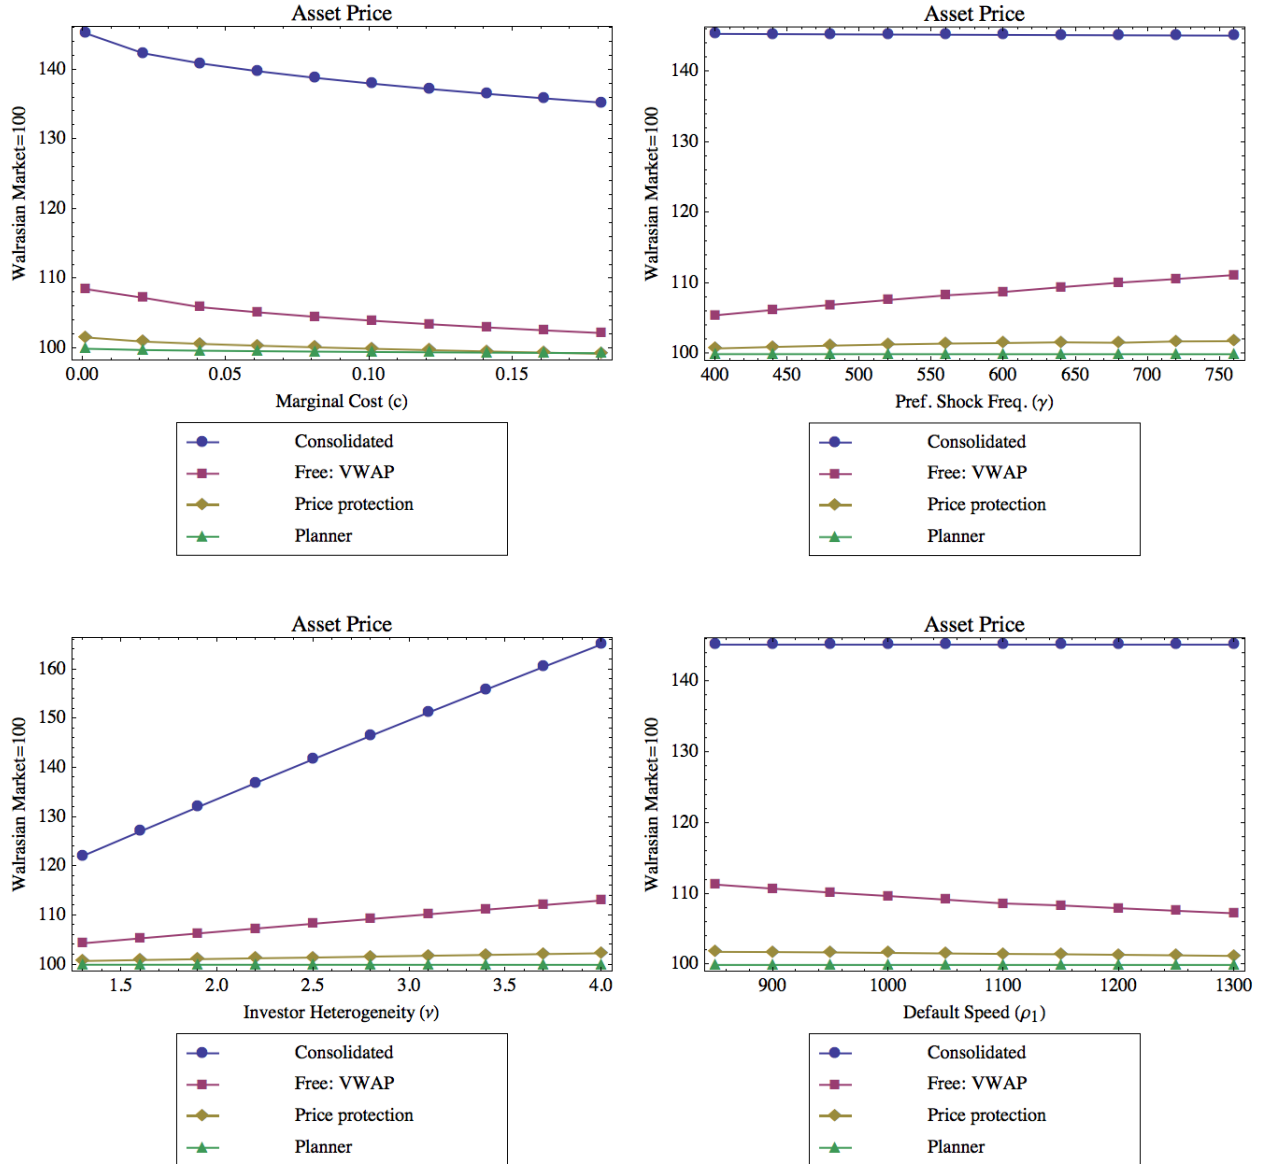 Asset Price
Walrasian Market=100
140
130
120
110
100
0.00 0.05 0.10 0.15
Marginal Cost (c)
Consolidated
Free: VWAP
Price protection
Planner
Asset Price
Walrasian Market=100
140
130
120
110
100
400 450 500 550 600 650 700 750
Pref. Shock Freq. (γ)
Consolidated
Free: VWAP
Price protection
Planner
Asset Price
Walrasian Market=100
160
150
140
130
120
110
100
1.5 2.0 2.5 3.0 3.5 4.0
Investor Heterogeneity (ν)
Consolidated
Free: VWAP
Price protection
Planner
Asset Price
Walrasian Market=100
140
130
120
110
100
900 1000 1100 1200 1300
Default Speed (ρ1)
Consolidated
Free: VWAP
Price protection
Planner